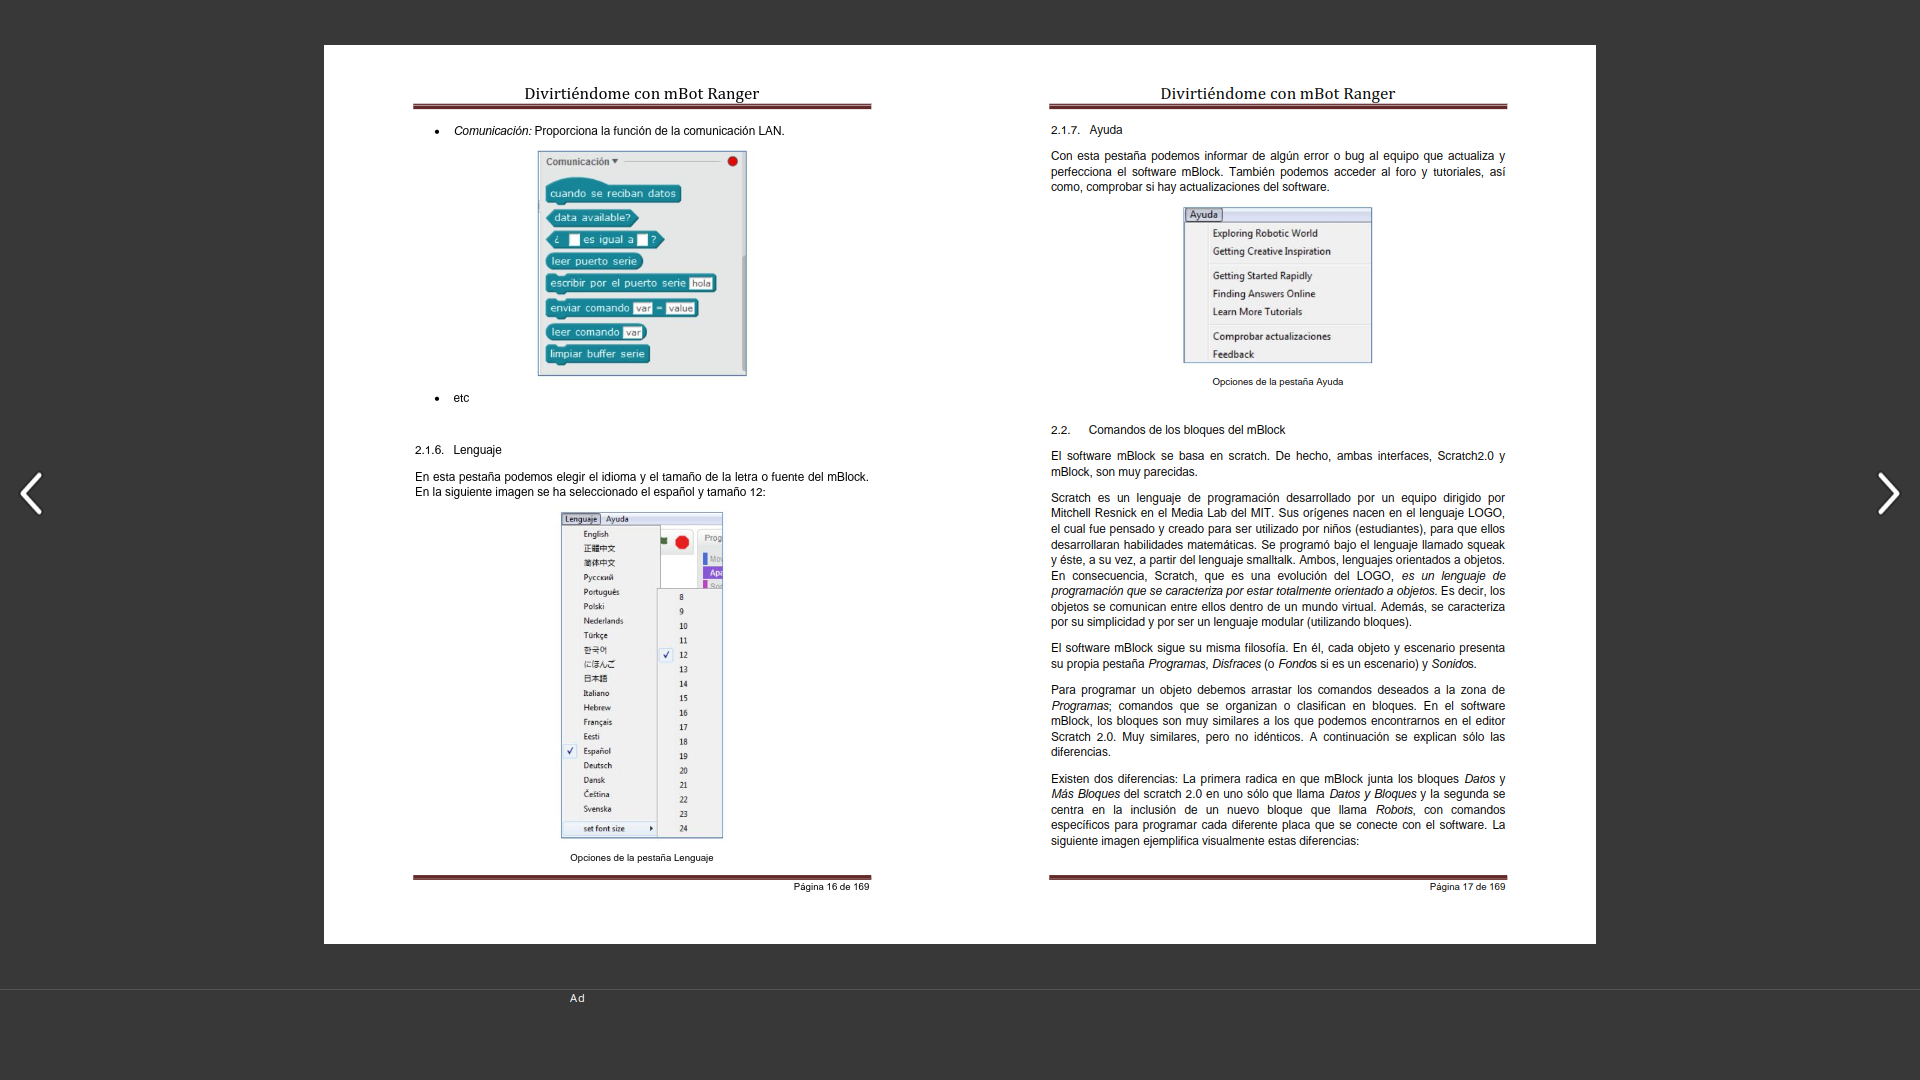 Divirtiéndome con mBot Ranger
• Comunicación: Proporciona la función de la comunicación LAN.
Comunicación
cuando se reciban datos
data available?
¿ es igual a ?
leer puerto serie
escribir por el puerto serie hola
enviar comando var = value
leer comando var
limpiar buffer serie
• etc
2.1.6. Lenguaje
En esta pestaña podemos elegir el idioma y el tamaño de la letra o fuente del mBlock.
En la siguiente imagen se ha seleccionado el español y tamaño 12:
Lenguaje Ayuda
English
正體中文
简体中文
Русский
Português
Polski
Nederlands
Türkçe
한국어
にほんご
日本語
Italiano
Hebrew
Français
Eesti
Español
Deutsch
Dansk
Čeština
Svenska
set font size
Prog
Mov
Apa
Son
8
9
10
11
12
13
14
15
16
17
18
19
20
21
22
23
24
Opciones de la pestaña Lenguaje
Página 16 de 169
Divirtiéndome con mBot Ranger
2.1.7. Ayuda
Con esta pestaña podemos informar de algún error o bug al equipo que actualiza y
perfecciona el software mBlock. También podemos acceder al foro y tutoriales, así
como, comprobar si hay actualizaciones del software.
Ayuda
Exploring Robotic World
Getting Creative Inspiration
Getting Started Rapidly
Finding Answers Online
Learn More Tutorials
Comprobar actualizaciones
Feedback
Opciones de la pestaña Ayuda
2.2. Comandos de los bloques del mBlock
El software mBlock se basa en scratch. De hecho, ambas interfaces, Scratch2.0 y
mBlock, son muy parecidas.
Scratch es un lenguaje de programación desarrollado por un equipo dirigido por
Mitchell Resnick en el Media Lab del MIT. Sus orígenes nacen en el lenguaje LOGO,
el cual fue pensado y creado para ser utilizado por niños (estudiantes), para que ellos
desarrollaran habilidades matemáticas. Se programó bajo el lenguaje llamado squeak
y éste, a su vez, a partir del lenguaje smalltalk. Ambos, lenguajes orientados a objetos.
En consecuencia, Scratch, que es una evolución del LOGO, es un lenguaje de
programación que se caracteriza por estar totalmente orientado a objetos. Es decir, los
objetos se comunican entre ellos dentro de un mundo virtual. Además, se caracteriza
por su simplicidad y por ser un lenguaje modular (utilizando bloques).
El software mBlock sigue su misma filosofía. En él, cada objeto y escenario presenta
su propia pestaña Programas, Disfraces (o Fondos si es un escenario) y Sonidos.
Para programar un objeto debemos arrastar los comandos deseados a la zona de
Programas; comandos que se organizan o clasifican en bloques. En el software
mBlock, los bloques son muy similares a los que podemos encontrarnos en el editor
Scratch 2.0. Muy similares, pero no idénticos. A continuación se explican sólo las
diferencias.
Existen dos diferencias: La primera radica en que mBlock junta los bloques Datos y
Más Bloques del scratch 2.0 en uno sólo que llama Datos y Bloques y la segunda se
centra en la inclusión de un nuevo bloque que llama Robots, con comandos
específicos para programar cada diferente placa que se conecte con el software. La
siguiente imagen ejemplifica visualmente estas diferencias:
Página 17 de 169
Ad